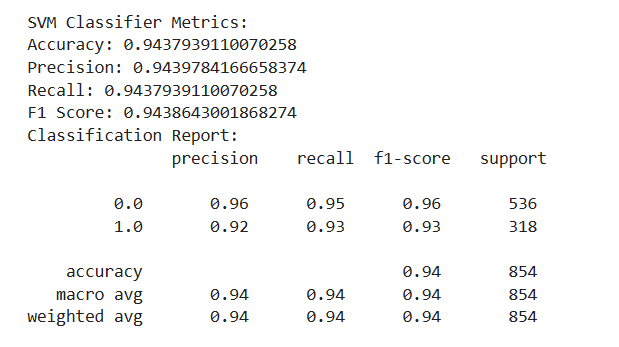 SVM Classifier Metrics:
Accuracy: 0.9437939110070258
Precision: 0.9439784166658374
Recall: 0.9437939110070258
F1 Score: 0.9438643001868274
Classification Report:
precision recall f1-score support
0.0 0.96 0.95 0.96 536
1.0 0.92 0.93 0.93 318
accuracy 0.94 854
macro avg 0.94 0.94 0.94 854
weighted avg 0.94 0.94 0.94 854